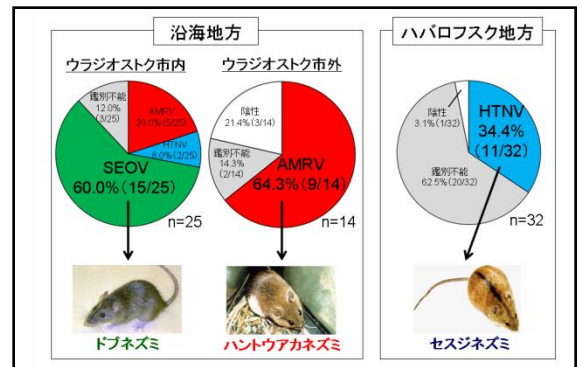 沿海地方
ウラジオストク市内
鑑別不能
12.0%
(3/25)
AMRV
20.0%(5/25)
HTNV
8.0%(2/25)
SEOV
60.0%(15/25)
n=25
ドブネズミ
ウラジオストク市外
陰性
21.4%(3/14)
鑑別不能
14.3%
(2/14)
AMRV
64.3%(9/14)
n=14
ハントウアカネズミ
ハバロフスク地方
陰性
3.1%(1/32)
HTNV
34.4%
(11/32)
鑑別不能
62.5%(20/32)
n=32
セスジネズミ